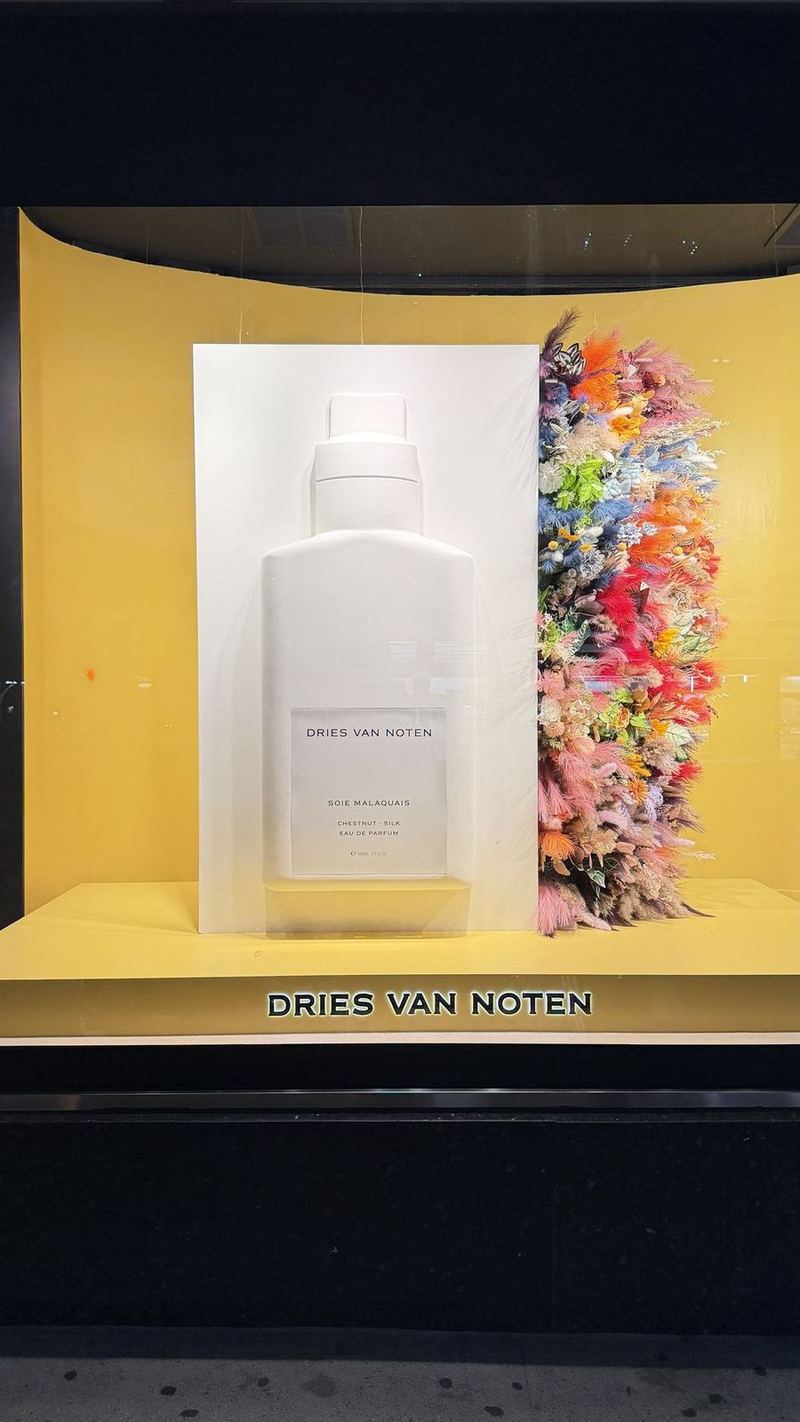 DRIES VAN NOTEN
SOIE MALAQUAIS
CHESTNUT - SILK
EAU DE PARFUM
DRIES VAN NOTEN